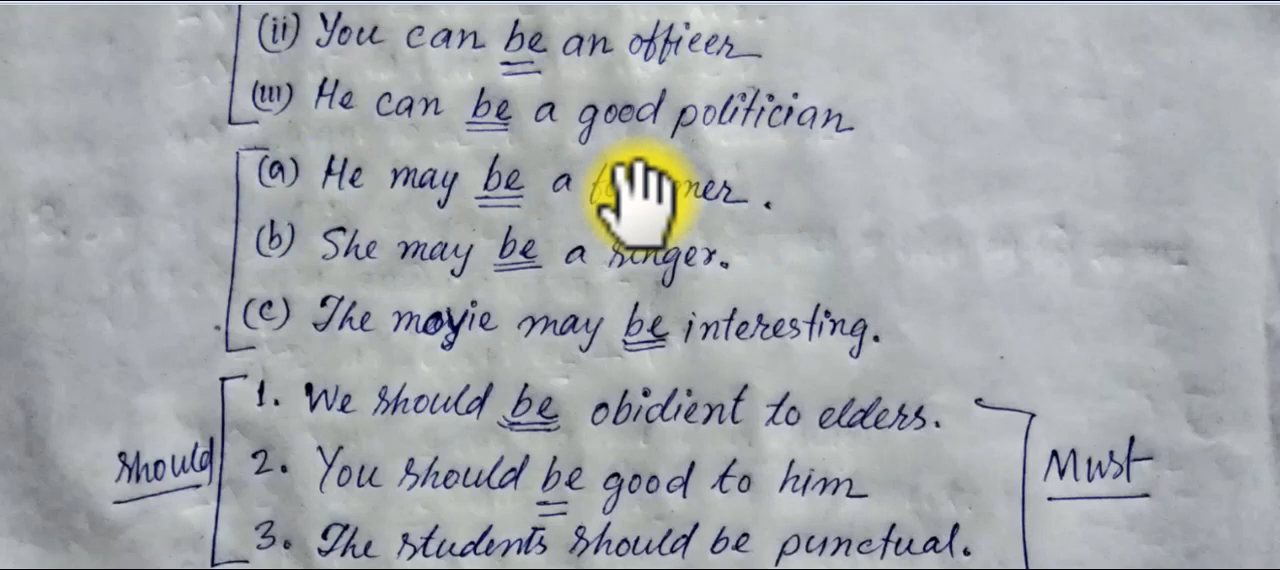 (ii) You can be an officer
(iii) He can be a good politician
(a) He may be a
(b) She may be a singer.
(c) The movie may be interesting.
1. We should be obidient to elders.
should 2. You should be good to him Must
3. The students should be punctual.